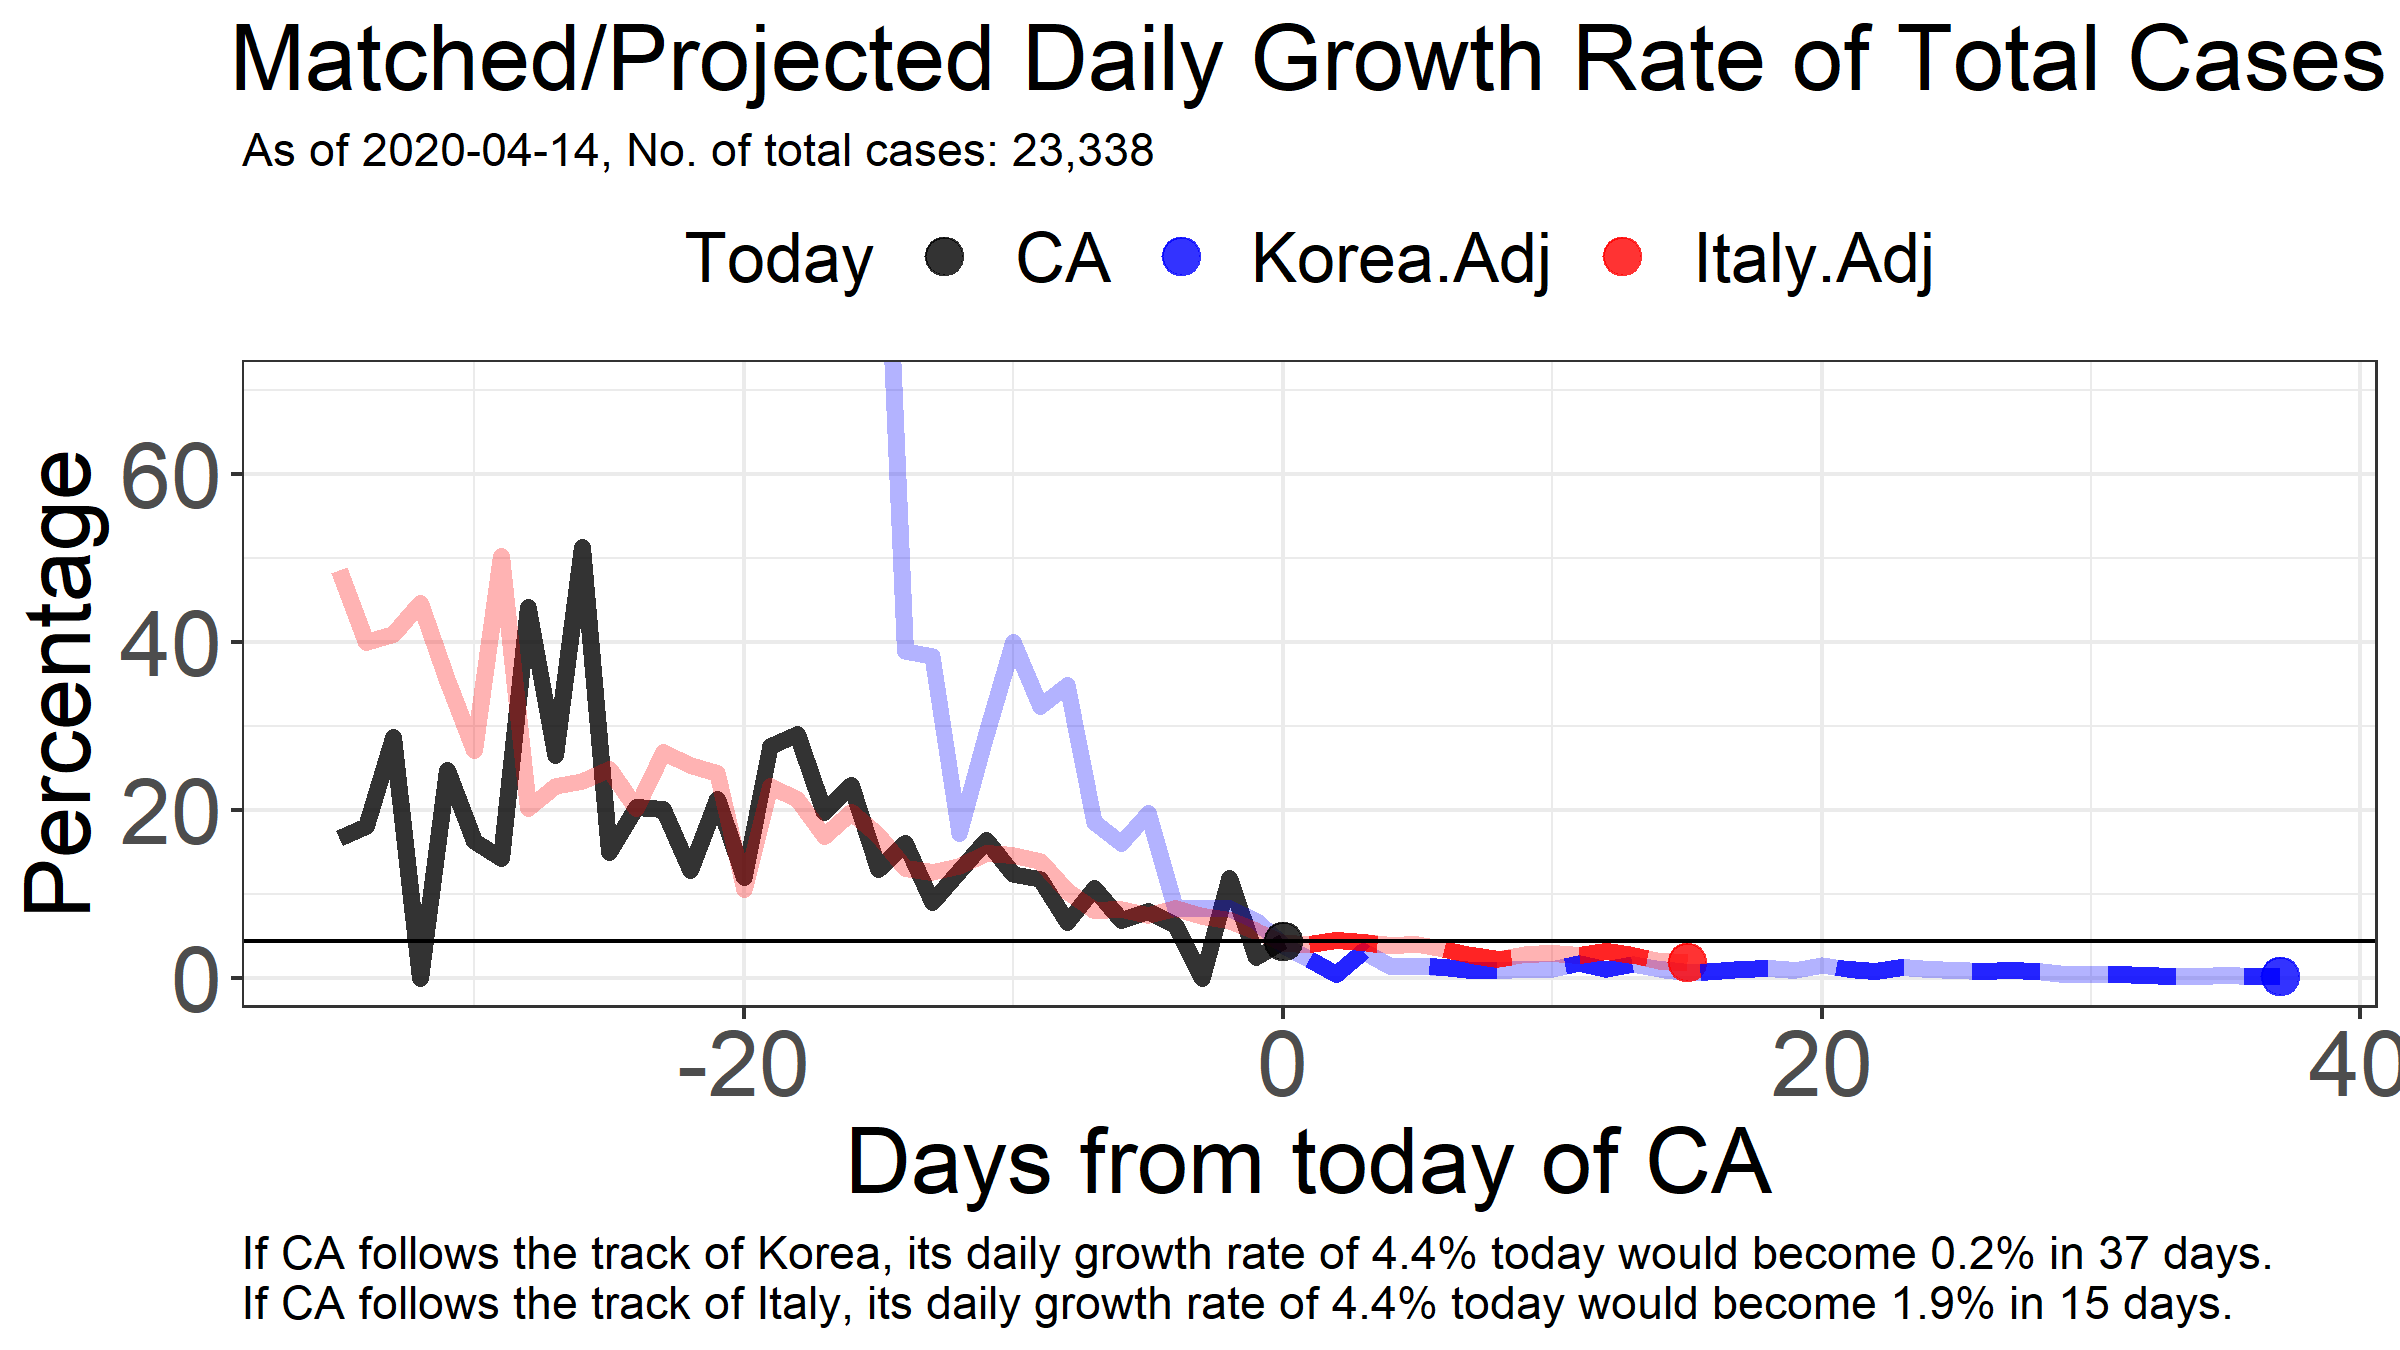 Matched/Projected Daily Growth Rate of Total Cases
As of 2020-04-14, No. of total cases: 23,338
Today CA Korea.Adj Italy.Adj
Percentage
60
40
20
0
-20 0 20 40
Days from today of CA
If CA follows the track of Korea, its daily growth rate of 4.4% today would become 0.2% in 37 days.
If CA follows the track of Italy, its daily growth rate of 4.4% today would become 1.9% in 15 days.